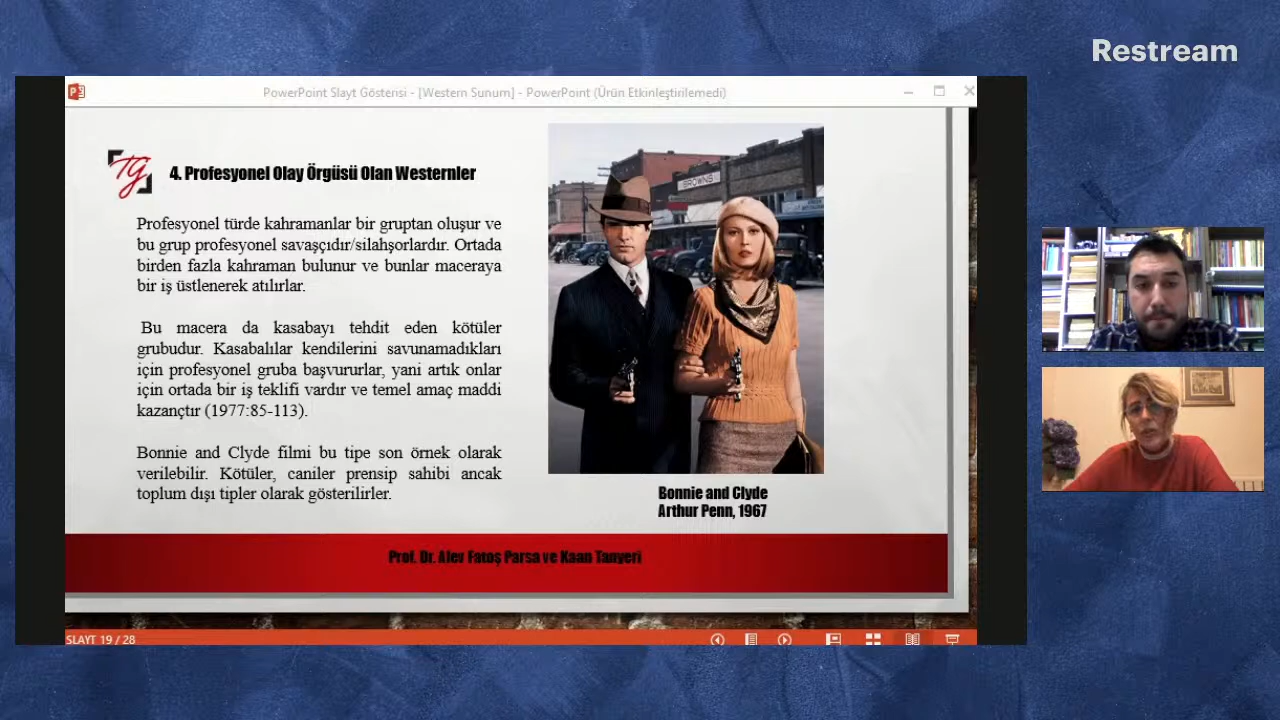 Restream
PowerPoint Slayt Gösterisi - [Western Sunum] - PowerPoint (Ürün Etkinleştirilemedi)
TG
4. Profesyonel Olay Örgüsü Olan Westernler
Profesyonel türde kahramanlar bir gruptan oluşur ve
bu grup profesyonel savaşçıdır/silahşorlardır. Ortada
birden fazla kahraman bulunur ve bunlar maceraya
bir iş üstlenerek atılırlar.
Bu macera da kasabayı tehdit eden kötüler
grubudur. Kasabalılar kendilerini savunamadıkları
için profesyonel gruba başvururlar, yani artık onlar
için ortada bir iş teklifi vardır ve temel amaç maddi
kazançtır (1977:85-113).
Bonnie and Clyde filmi bu tipe son örnek olarak
verilebilir. Kötüler, caniler prensip sahibi ancak
toplum dışı tipler olarak gösterilirler.
BROWNS
Bonnie and Clyde
Arthur Penn, 1967
Prof. Dr. Alev Fatoş Parsa ve Kaan Tanyeri
SLAYT 19 / 28